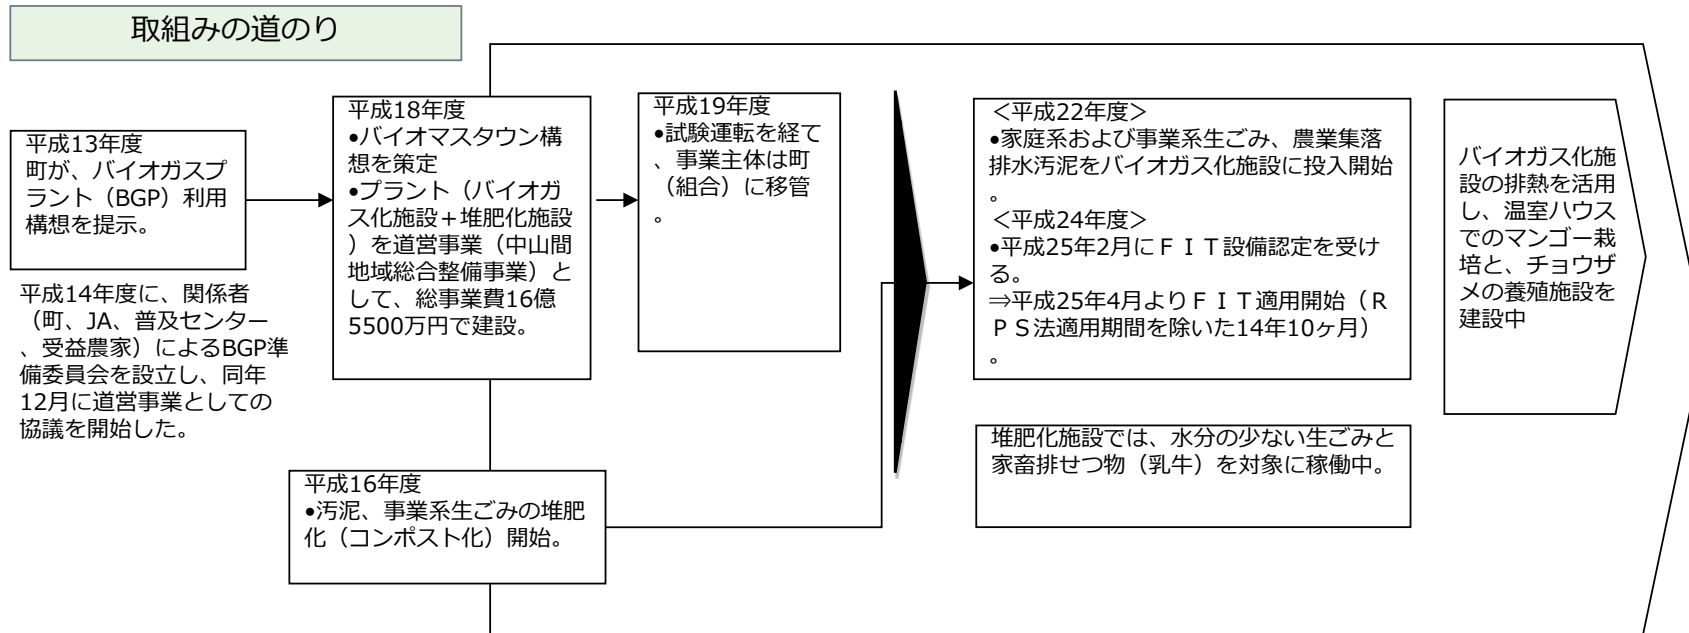 取組みの道のり
平成13年度
町が、バイオガスプ
ラント（BGP）利用
構想を提示。
平成14年度に、関係者
（町、JA、普及センター
、受益農家）によるBGP準
備委員会を設立し、同年
12月に道営事業としての
協議を開始した。
平成18年度
•バイオマスタウン構
想を策定
•プラント（バイオガ
ス化施設＋堆肥化施設
）を道営事業（中山間
地域総合整備事業）と
して、総事業費16億
5500万円で建設。
平成16年度
•汚泥、事業系生ごみの堆肥
化（コンポスト化）開始。
平成19年度
•試験運転を経て
、事業主体は町
（組合）に移管
。
＜平成22年度＞
•家庭系および事業系生ごみ、農業集落
排水汚泥をバイオガス化施設に投入開始
。
＜平成24年度＞
•平成25年2月にＦＩＴ設備認定を受け
る。
⇒平成25年4月よりＦＩＴ適用開始（Ｒ
ＰＳ法適用期間を除いた14年10ヶ月）
。
堆肥化施設では、水分の少ない生ごみと
家畜排せつ物（乳牛）を対象に稼働中。
バイオガス化施
設の排熱を活用
し、温室ハウス
でのマンゴー栽
培と、チョウザ
メの養殖施設を
建設中